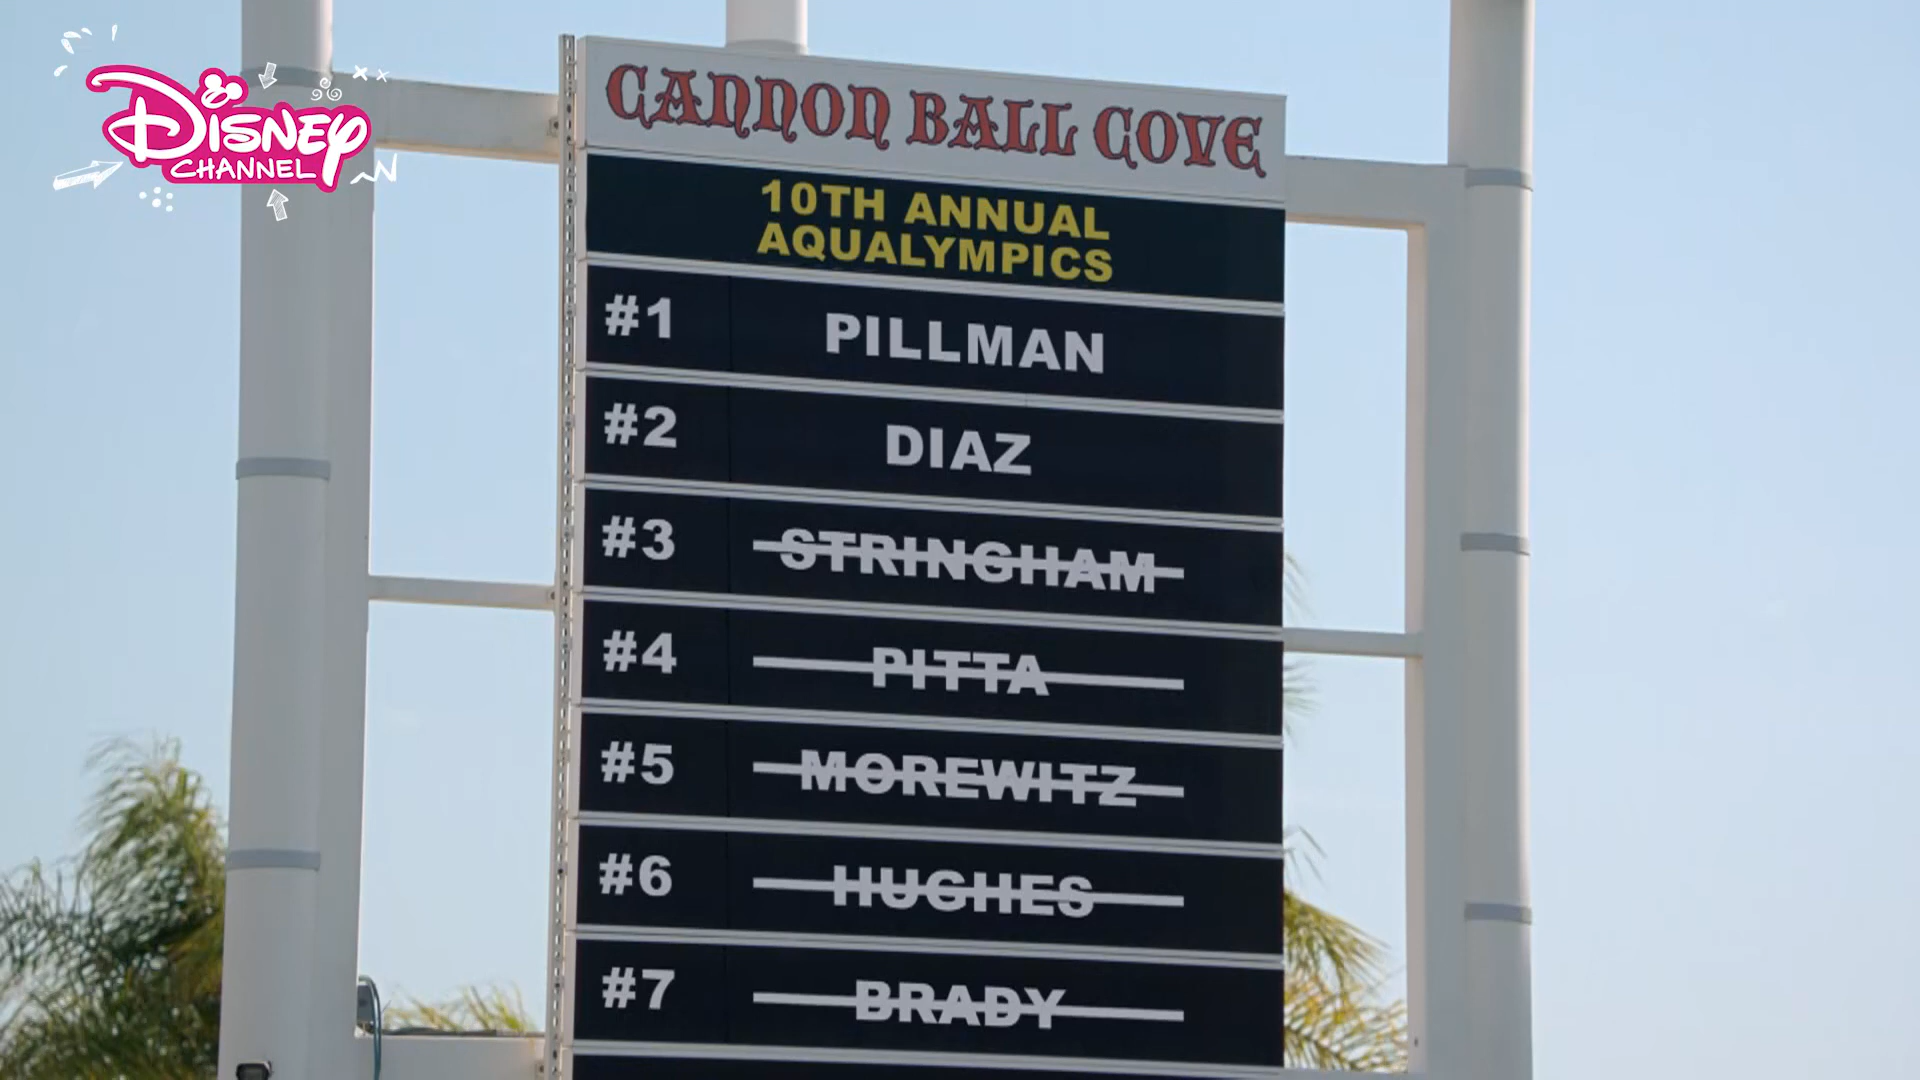 Disney
CHANNEL
CANNON BALL COVE
10TH ANNUAL
AQUALYMPICS
#1 PILLMAN
#2 DIAZ
#3 STRINGHAM
#4 PITTA
#5 MOREWITZ
#6 HUGHES
#7 BRADY